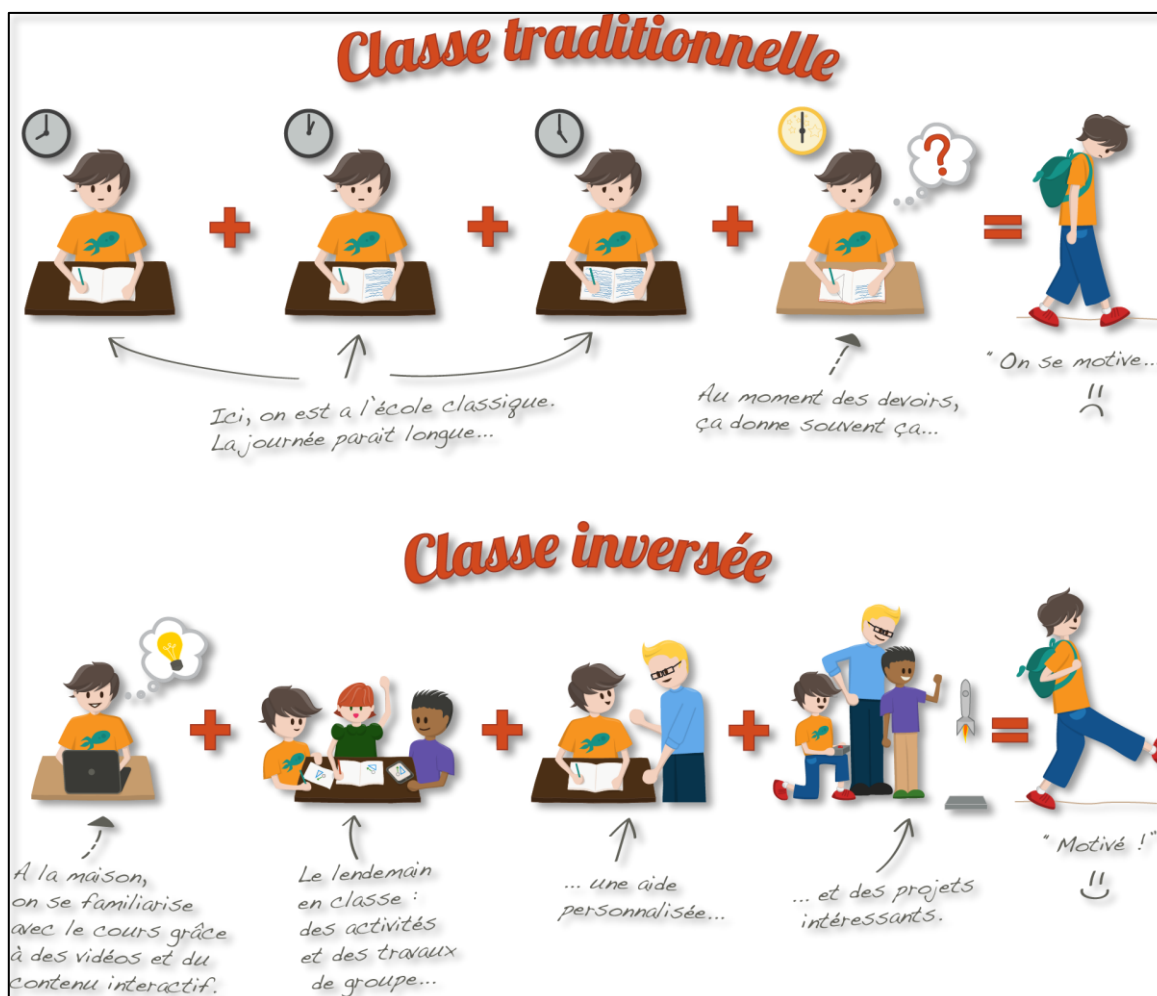 Classe traditionnelle
?
" On se motive...
Ici, on est a l'école classique.
La journée parait longue...
Au moment des devoirs,
ça donne souvent ça...
Classe inversée
A la maison,
on se familiarise
avec le cours grâce
à des vidéos et du
contenu interactif.
Le lendemain
en classe :
des activités
et des travaux
de groupe...
... une aide
personnalisée...
... et des projets
intéressants.
" Motivé ! "